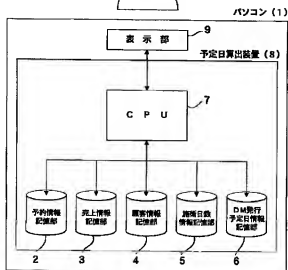 パソコン(1)
9
表示部
予定日算出装置(8)
7
CPU
予約情報
記憶部
売上情報
記憶部
顧客情報
記憶部
施術日数
情報記憶部
DM発行
予定日情報
記憶部
2
3
4
5
6